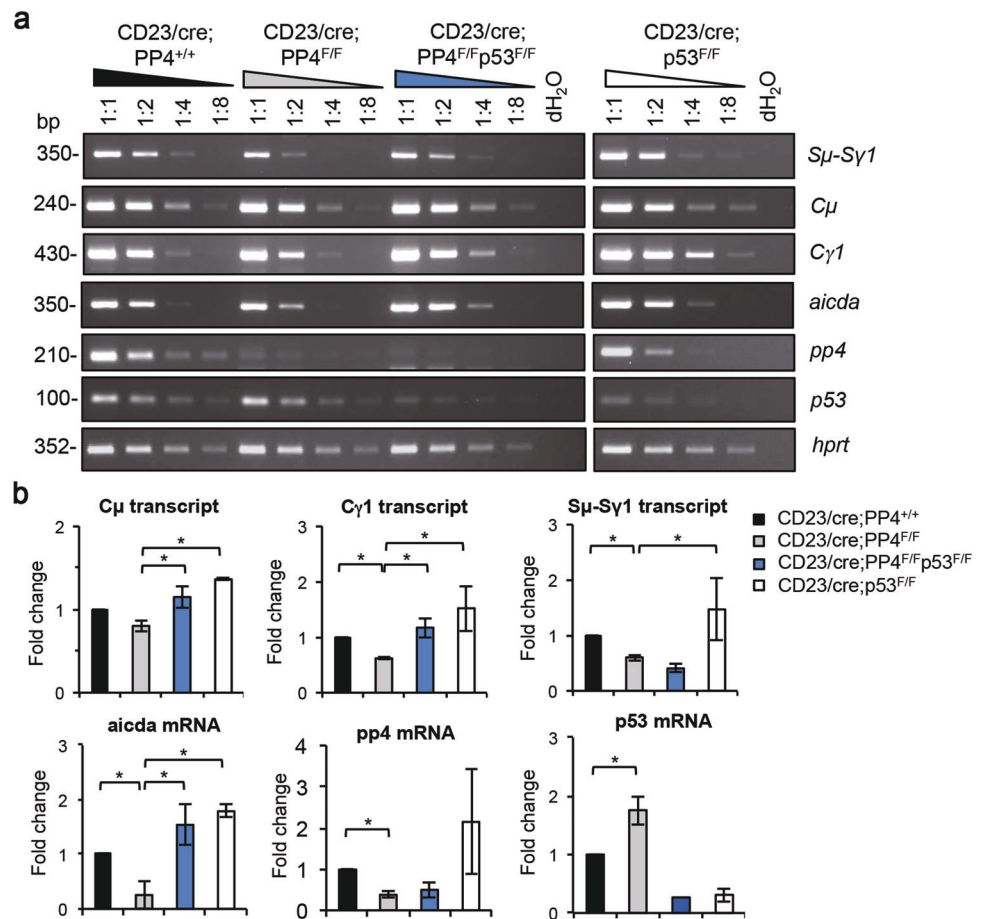 a
CD23/cre; PP4+/+
CD23/cre; PP4F/F
CD23/cre; PP4F/Fp53F/F
CD23/cre; p53F/F
bp 1:1 1:2 1:4 1:8 1:1 1:2 1:4 1:8 1:1 1:2 1:4 1:8 dH2O 1:1 1:2 1:4 1:8 dH2O
350- Sµ-Sγ1
240- Cµ
430- Cγ1
350- aicda
210- pp4
100- p53
352- hprt
b
Cµ transcript
Fold change
2
1
0
*
*
Cγ1 transcript
Fold change
3
2
1
0
*
*
*
Sµ-Sγ1 transcript
Fold change
3
2
1
0
*
*
CD23/cre;PP4+/+
CD23/cre;PP4F/F
CD23/cre;PP4F/Fp53F/F
CD23/cre;p53F/F
aicda mRNA
Fold change
3
2
1
0
*
*
*
pp4 mRNA
Fold change
4
3
2
1
0
*
p53 mRNA
Fold change
3
2
1
0
*